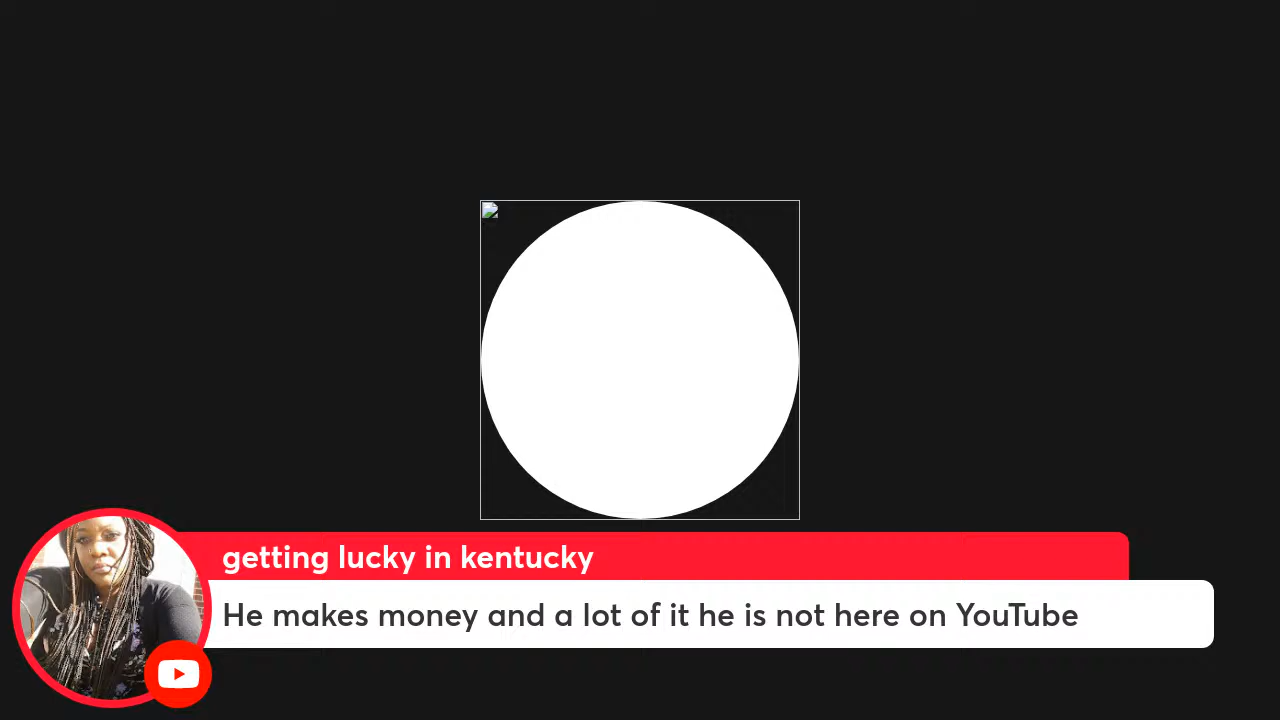 getting lucky in kentucky
He makes money and a lot of it he is not here on YouTube